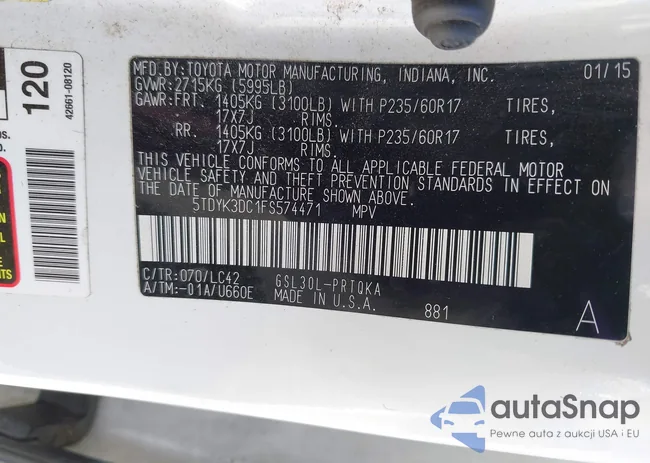 120
42661-08120
MFD.BY:TOYOTA MOTOR MANUFACTURING, INDIANA, INC. 01/15
GVWR:2715KG (5995LB)
GAWR:FRT. 1405KG (3100LB) WITH P235/60R17 TIRES,
17X7J RIMS.
RR. 1405KG (3100LB) WITH P235/60R17 TIRES,
17X7J RIMS.
THIS VEHICLE CONFORMS TO ALL APPLICABLE FEDERAL MOTOR
VEHICLE SAFETY AND THEFT PREVENTION STANDARDS IN EFFECT ON
THE DATE OF MANUFACTURE SHOWN ABOVE.
5TDYK3DC1FS574471 MPV
C/TR:070/LC42 GSL30L-PRTQKA
A/TM:-01A/U660E MADE IN U.S.A. 881 A
autaSnap
Pewne auta z aukcji USA i EU